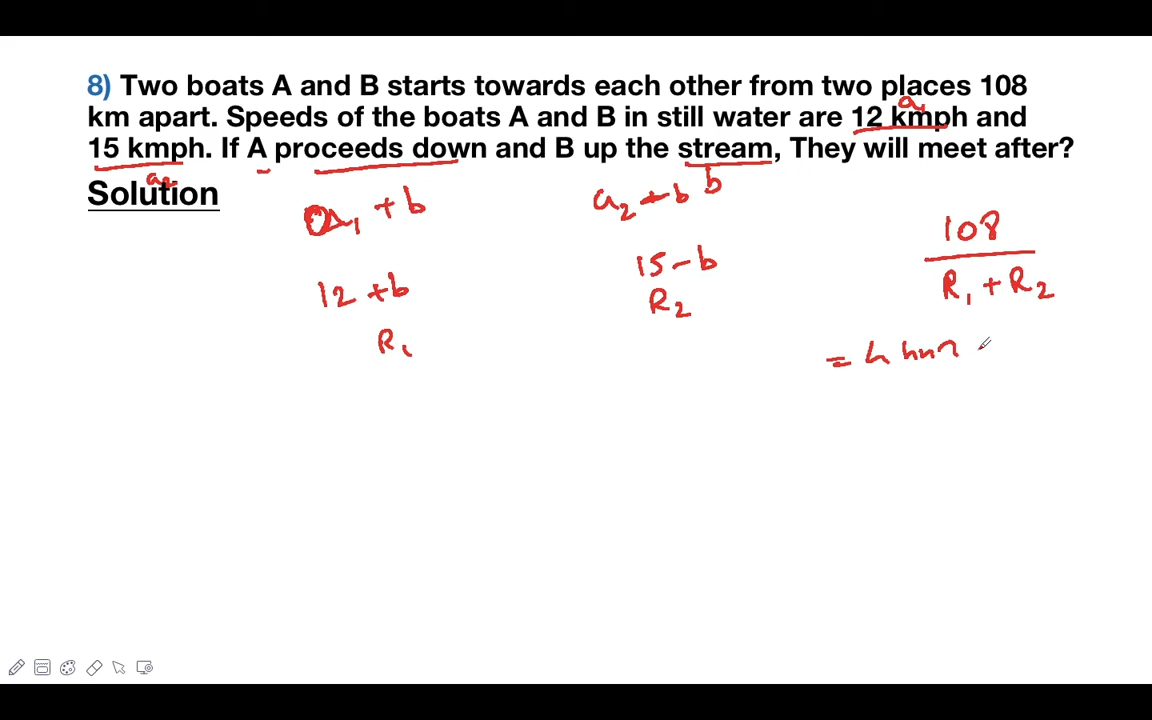 8) Two boats A and B starts towards each other from two places 108
km apart. Speeds of the boats A and B in still water are 12 kmph and
15 kmph. If A proceeds down and B up the stream, They will meet after?
a1
a2
b
Solution
a1 + b
a2 - b
108
R1 + R2
12 + b
15 - b
R1
R2
= 4